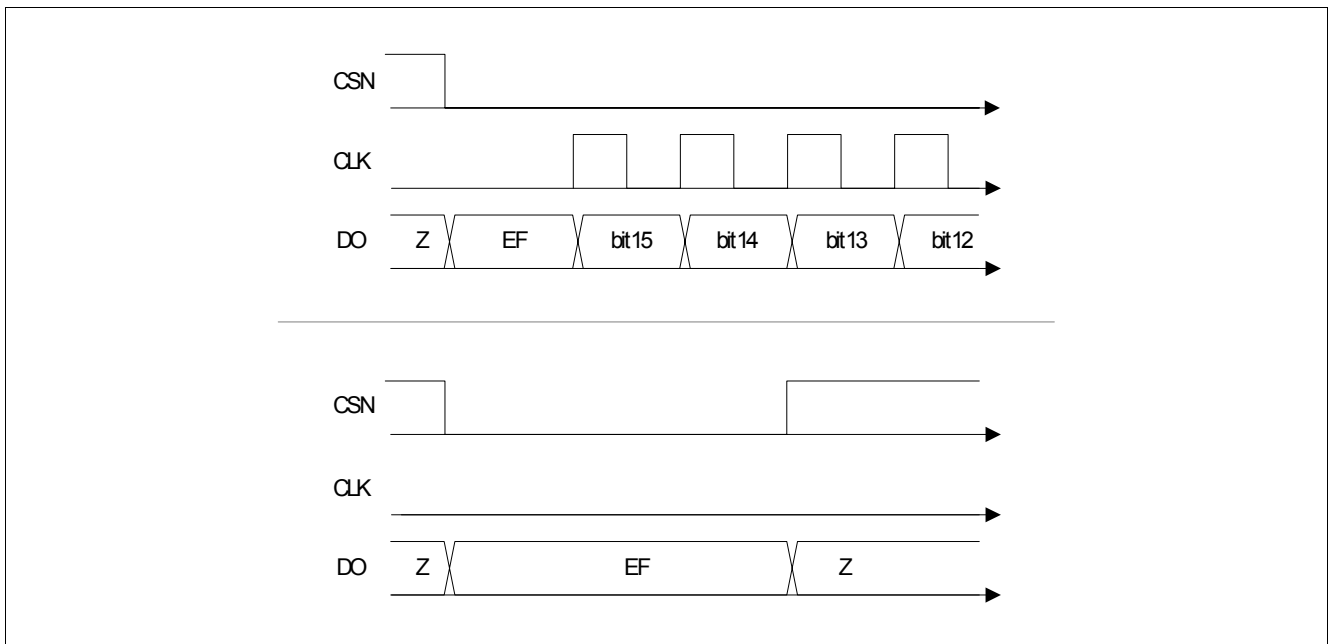 CSN
CLK
DO Z EF bit15 bit14 bit13 bit12
CSN
CLK
DO Z EF Z